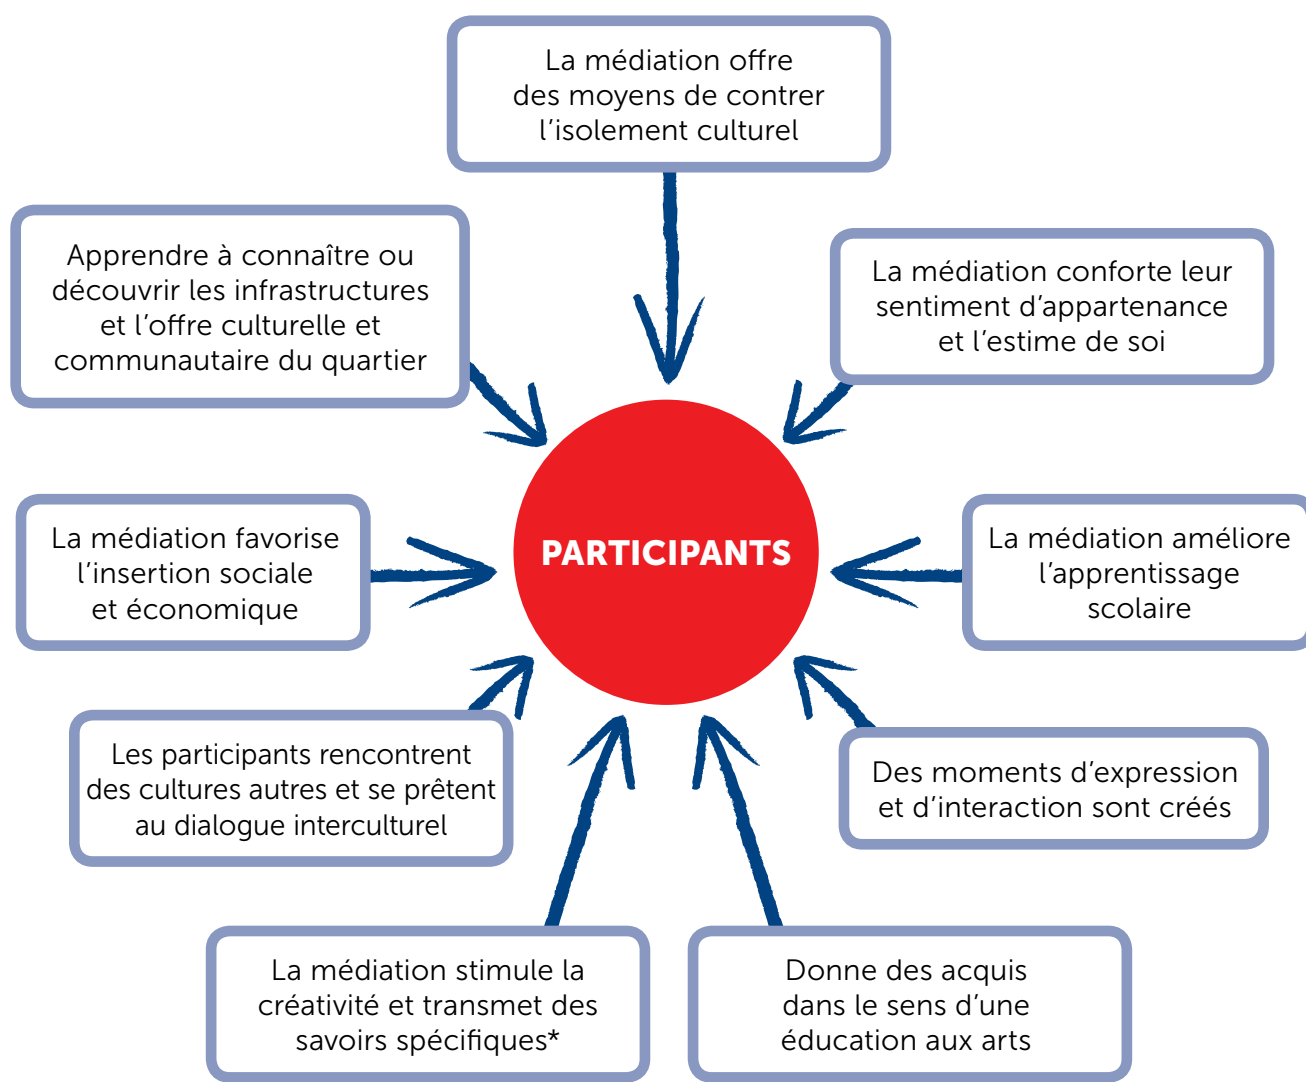 La médiation offre
des moyens de contrer
l’isolement culturel
Apprendre à connaître ou
découvrir les infrastructures
et l’offre culturelle et
communautaire du quartier
La médiation conforte leur
sentiment d’appartenance
et l’estime de soi
La médiation favorise
l’insertion sociale
et économique
PARTICIPANTS
La médiation améliore
l’apprentissage
scolaire
Les participants rencontrent
des cultures autres et se prêtent
au dialogue interculturel
Des moments d’expression
et d’interaction sont créés
La médiation stimule la
créativité et transmet des
savoirs spécifiques*
Donne des acquis
dans le sens d’une
éducation aux arts